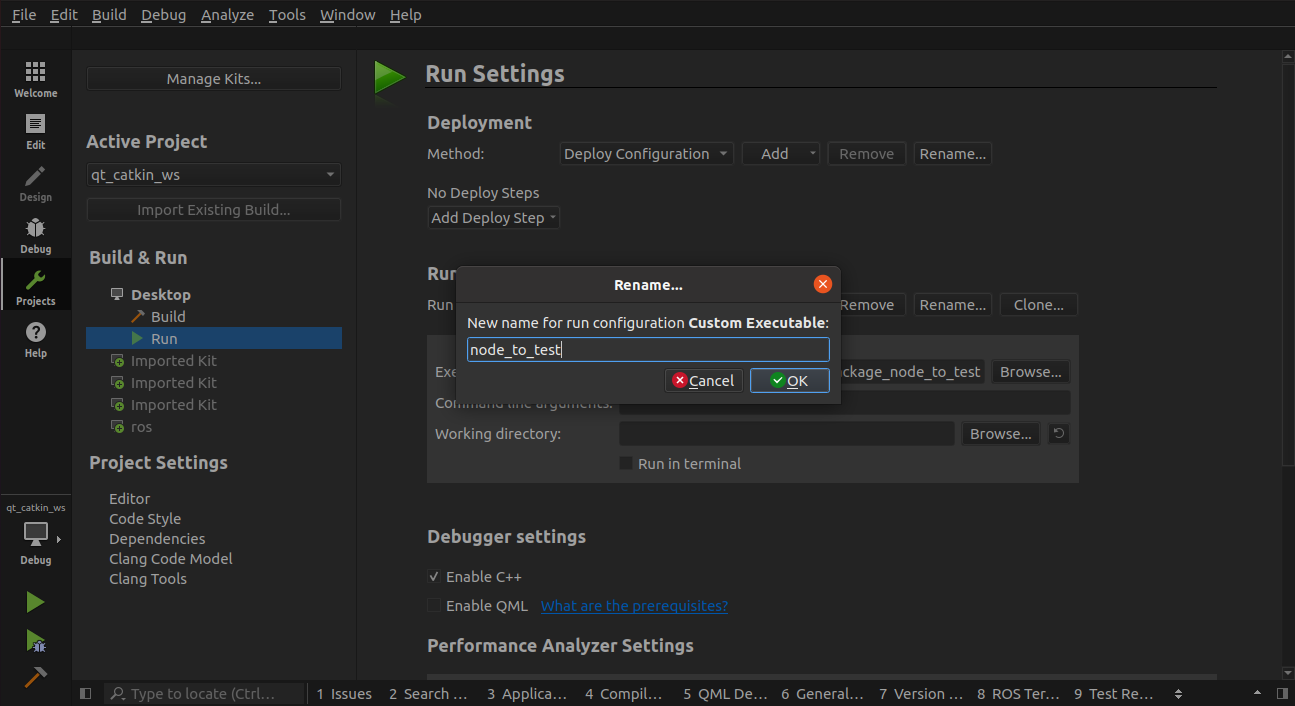 File Edit Build Debug Analyze Tools Window Help
Welcome
Edit
Design
Debug
Projects
Help
qt_catkin_ws
Debug
Manage Kits...
Active Project
qt_catkin_ws
Import Existing Build...
Build & Run
Desktop
Build
Run
Imported Kit
Imported Kit
Imported Kit
ros
Project Settings
Editor
Code Style
Dependencies
Clang Code Model
Clang Tools
Run Settings
Deployment
Method: Deploy Configuration Add Remove Rename...
No Deploy Steps
Add Deploy Step
Run
Run Remove Rename... Clone...
Rename...
New name for run configuration Custom Executable:
node_to_test
Cancel OK
Exe ckage_node_to_test Browse...
Command line arguments:
Working directory: Browse...
Run in terminal
Debugger settings
Enable C++
Enable QML What are the prerequisites?
Performance Analyzer Settings
Type to locate (Ctrl... 1 Issues 2 Search ... 3 Applica... 4 Compil... 5 QML De... 6 General... 7 Version ... 8 ROS Ter... 9 Test Re...